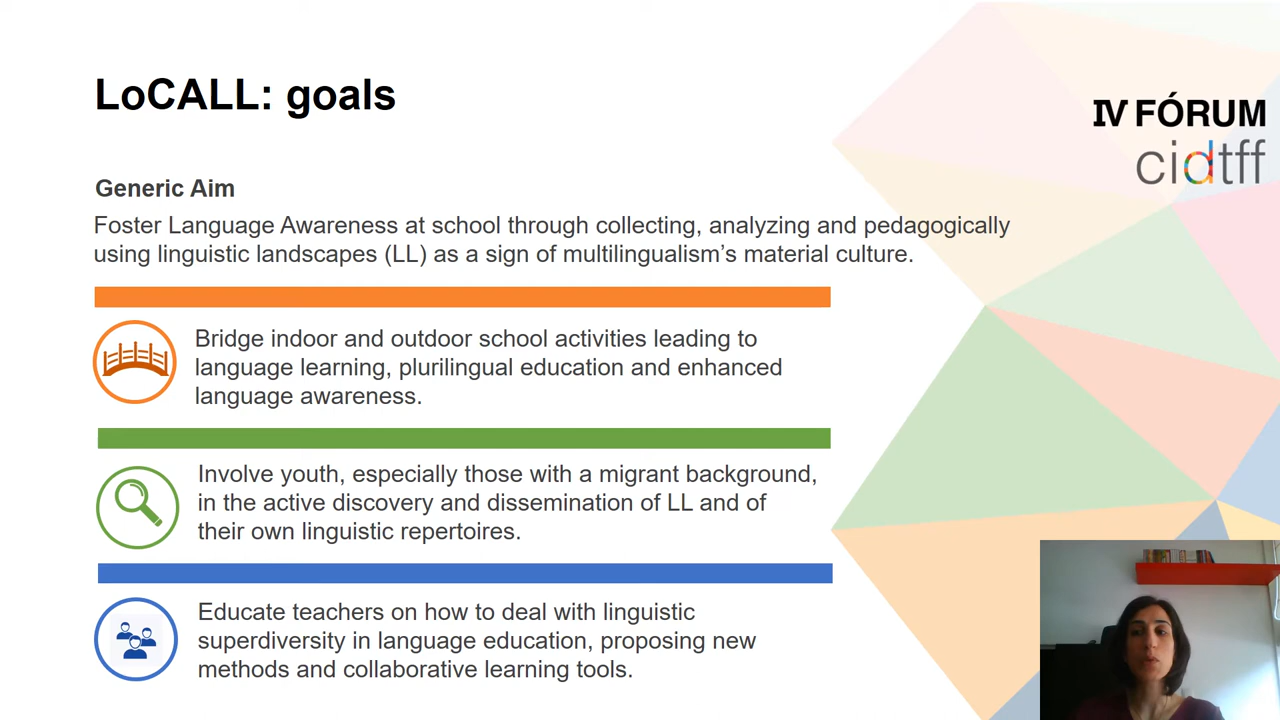 LoCALL: goals
IV FÓRUM
cidtff
Generic Aim
Foster Language Awareness at school through collecting, analyzing and pedagogically
using linguistic landscapes (LL) as a sign of multilingualism’s material culture.
Bridge indoor and outdoor school activities leading to
language learning, plurilingual education and enhanced
language awareness.
Involve youth, especially those with a migrant background,
in the active discovery and dissemination of LL and of
their own linguistic repertoires.
Educate teachers on how to deal with linguistic
superdiversity in language education, proposing new
methods and collaborative learning tools.